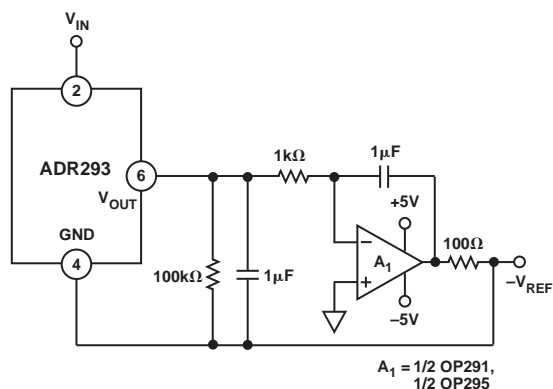 V_IN
2
ADR293
6
V_OUT
GND
4
100kΩ
1μF
1kΩ
1μF
+5V
−
A_1
+
−5V
100Ω
−V_REF
A_1 = 1/2 OP291,
1/2 OP295